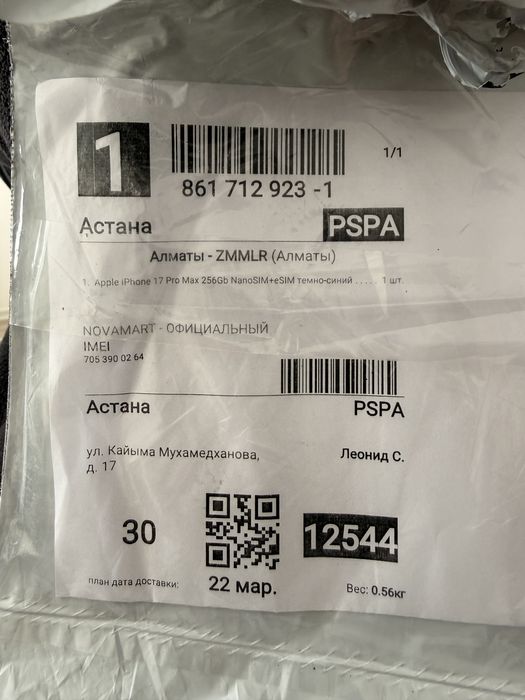 1
1/1
861 712 923 -1
Астана PSPA
Алматы - ZMMLR (Алматы)
1. Apple iPhone 17 Pro Max 256Gb NanoSIM+eSIM темно-синий ..... 1 шт.
NOVAMART - ОФИЦИАЛЬНЫЙ
IMEI
705 390 02 64
Астана PSPA
ул. Кайыма Мухамедханова, Леонид С.
д. 17
30 12544
план дата доставки: 22 мар. Вес: 0.56кг